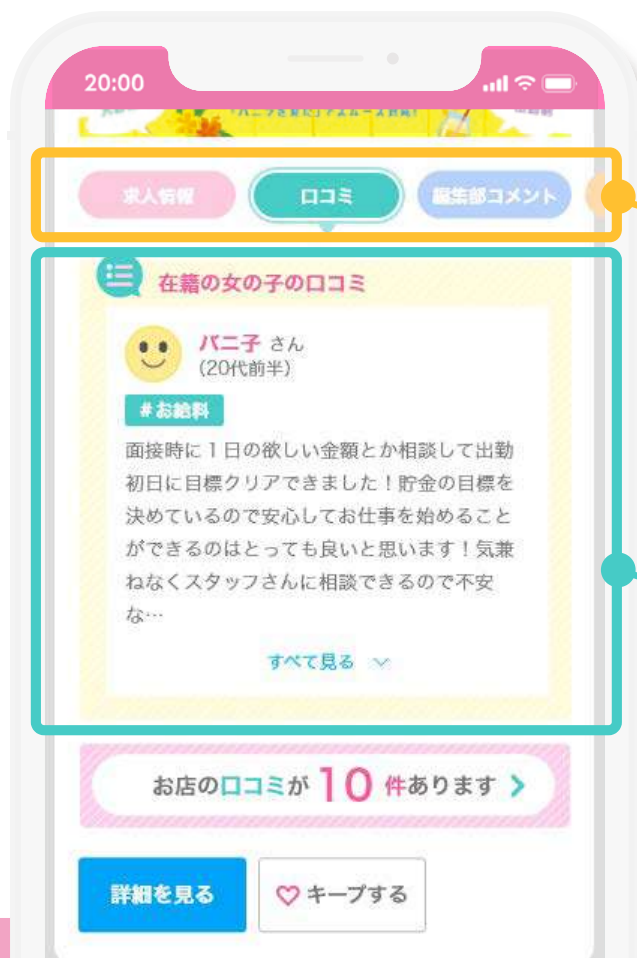 20:00
求人情報
口コミ
編集部コメント
在籍の女の子の口コミ
バニ子 さん
(20代前半)
#お給料
面接時に1日の欲しい金額とか相談して出勤
初日に目標クリアできました!貯金の目標を
決めているので安心してお仕事を始めること
ができるのはとっても良いと思います!気兼
ねなくスタッフさんに相談できるので不安
な…
すべて見る
お店の口コミが 10 件あります
詳細を見る
キープする